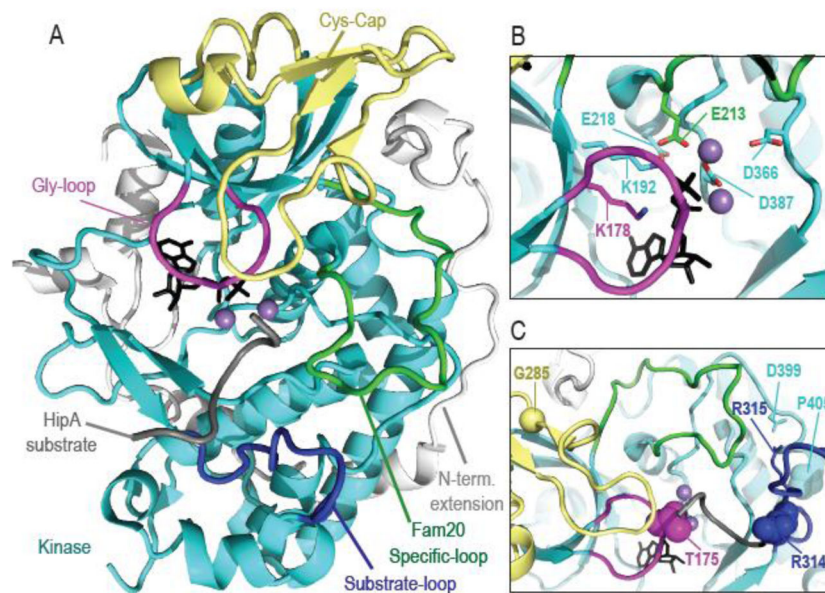 A
Cys-Cap
Gly-loop
HipA
substrate
N-term.
extension
Kinase
Fam20
Specific-loop
Substrate-loop
B
E213
E218
D366
K192
D387
K178
C
G285
D399
P405
R315
T175
R314